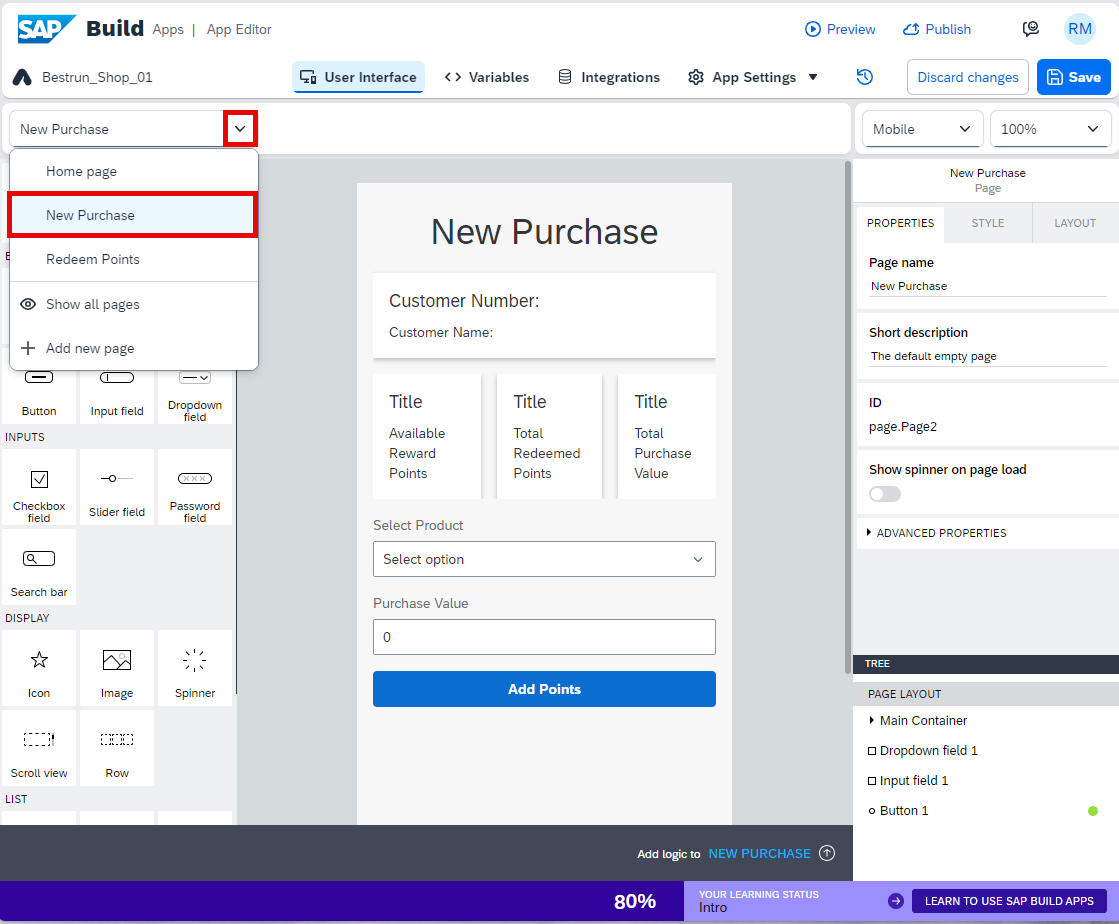 SAP Build Apps | App Editor
Preview
Publish
RM
Bestrun_Shop_01
User Interface
Variables
Integrations
App Settings
Discard changes
Save
New Purchase
Mobile
100%
Home page
New Purchase
Redeem Points
Show all pages
Add new page
Button
Input field
Dropdown
field
INPUTS
Checkbox
field
Slider field
Password
field
Search bar
DISPLAY
Icon
Image
Spinner
Scroll view
Row
LIST
New Purchase
Customer Number:
Customer Name:
Title
Available
Reward
Points
Title
Total
Redeemed
Points
Title
Total
Purchase
Value
Select Product
Select option
Purchase Value
0
Add Points
New Purchase
Page
PROPERTIES
STYLE
LAYOUT
Page name
New Purchase
Short description
The default empty page
ID
page.Page2
Show spinner on page load
ADVANCED PROPERTIES
TREE
PAGE LAYOUT
Main Container
Dropdown field 1
Input field 1
Button 1
Add logic to NEW PURCHASE
80%
YOUR LEARNING STATUS
Intro
LEARN TO USE SAP BUILD APPS